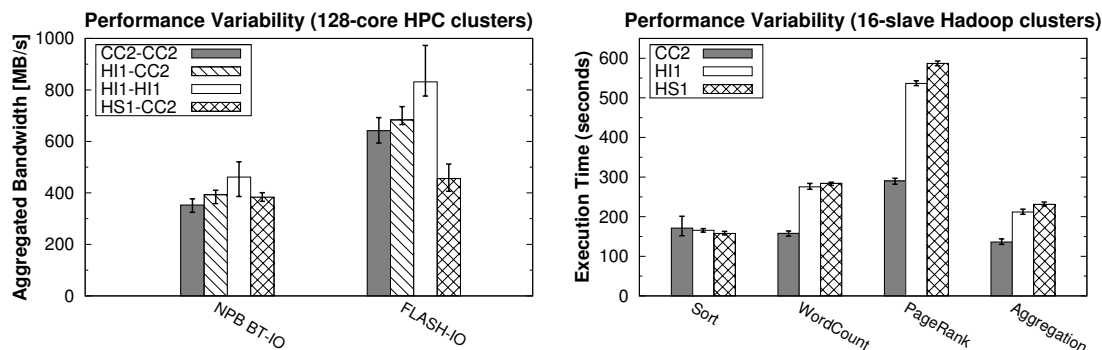 Performance Variability (128-core HPC clusters)
Aggregated Bandwidth [MB/s]
1000
800
600
400
200
0
CC2-CC2
HI1-CC2
HI1-HI1
HS1-CC2
NPB BT-IO
FLASH-IO
Performance Variability (16-slave Hadoop clusters)
Execution Time (seconds)
600
500
400
300
200
100
0
CC2
HI1
HS1
Sort
WordCount
PageRank
Aggregation